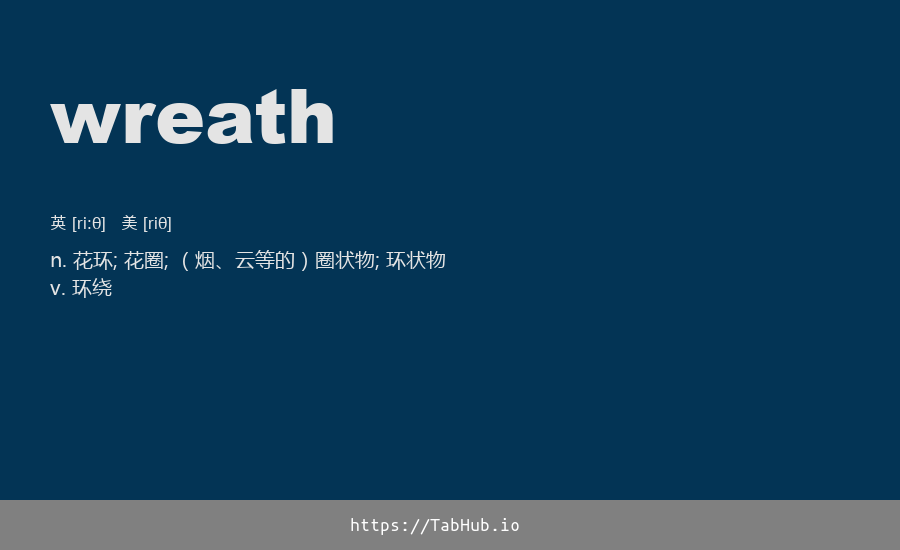 wreath
英 [ri:θ] 美 [riθ]
n. 花环; 花圈; （烟、云等的）圈状物; 环状物
v. 环绕
https://TabHub.io